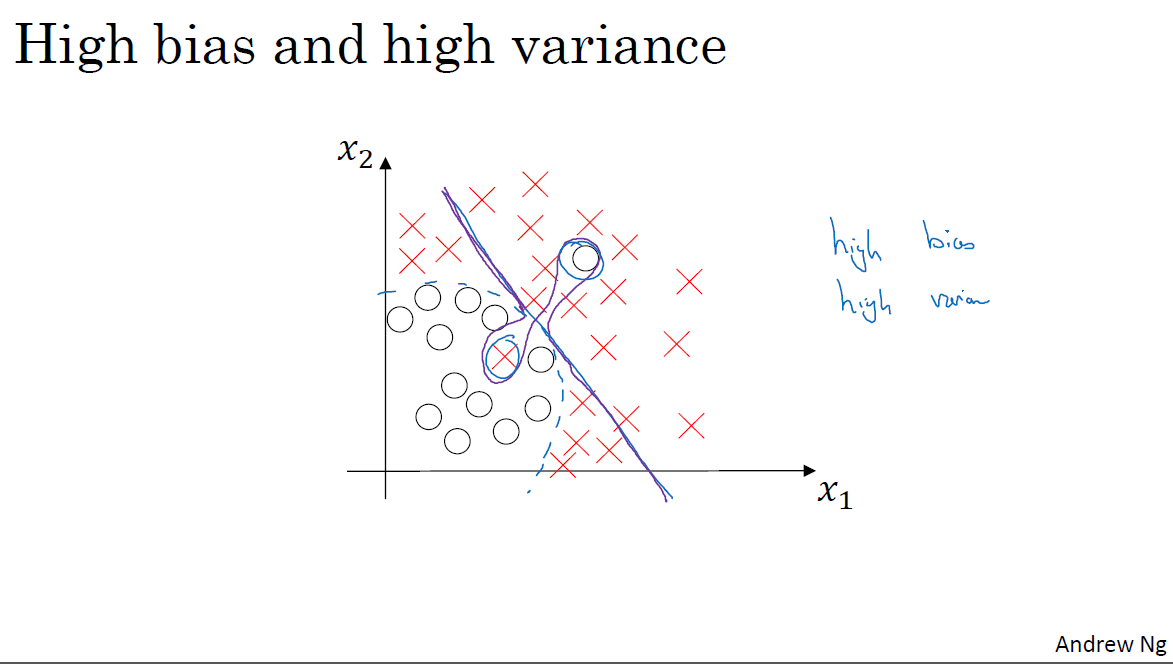 High bias and high variance
x₂
high bias
high varian
x₁
Andrew Ng